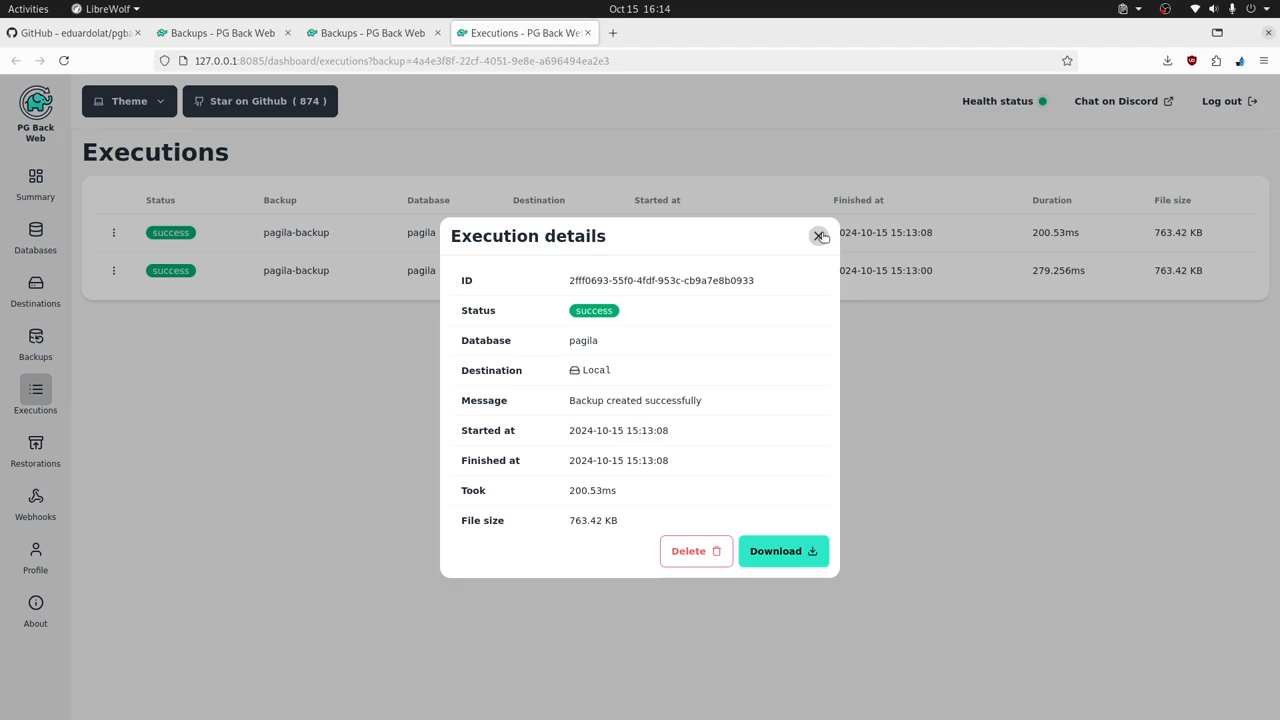 Activities LibreWolf Oct 15 16:14
GitHub - eduardolat/pgba Backups - PG Back Web Backups - PG Back Web Executions - PG Back We
127.0.0.1:8085/dashboard/executions?backup=4a4e3f8f-22cf-4051-9e8e-a696494ea2e3
PG Back
Web
Theme Star on Github ( 874 ) Health status Chat on Discord Log out
Summary
Databases
Destinations
Backups
Executions
Restorations
Webhooks
Profile
About
Executions
Status Backup Database Destination Started at Finished at Duration File size
success pagila-backup pagila 2024-10-15 15:13:08 200.53ms 763.42 KB
success pagila-backup pagila 2024-10-15 15:13:00 279.256ms 763.42 KB
Execution details
ID 2fff0693-55f0-4fdf-953c-cb9a7e8b0933
Status success
Database pagila
Destination Local
Message Backup created successfully
Started at 2024-10-15 15:13:08
Finished at 2024-10-15 15:13:08
Took 200.53ms
File size 763.42 KB
Delete Download